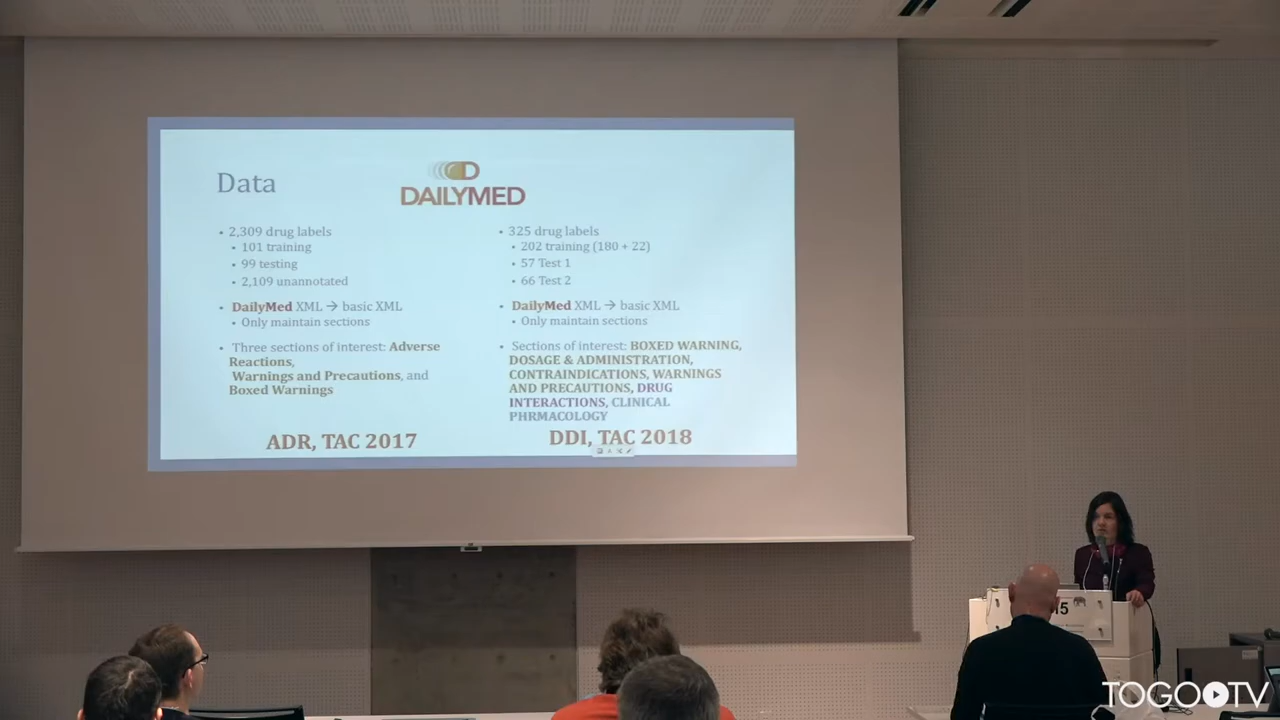 Data
DAILYMED
• 2,309 drug labels
• 101 training
• 99 testing
• 2,109 unannotated
• DailyMed XML → basic XML
• Only maintain sections
• Three sections of interest: Adverse
Reactions,
Warnings and Precautions, and
Boxed Warnings
ADR, TAC 2017
• 325 drug labels
• 202 training (180 + 22)
• 57 Test 1
• 66 Test 2
• DailyMed XML → basic XML
• Only maintain sections
• Sections of interest: BOXED WARNING,
DOSAGE & ADMINISTRATION,
CONTRAINDICATIONS, WARNINGS
AND PRECAUTIONS, DRUG
INTERACTIONS, CLINICAL
PHRMACOLOGY
DDI, TAC 2018
15
TOGOTV